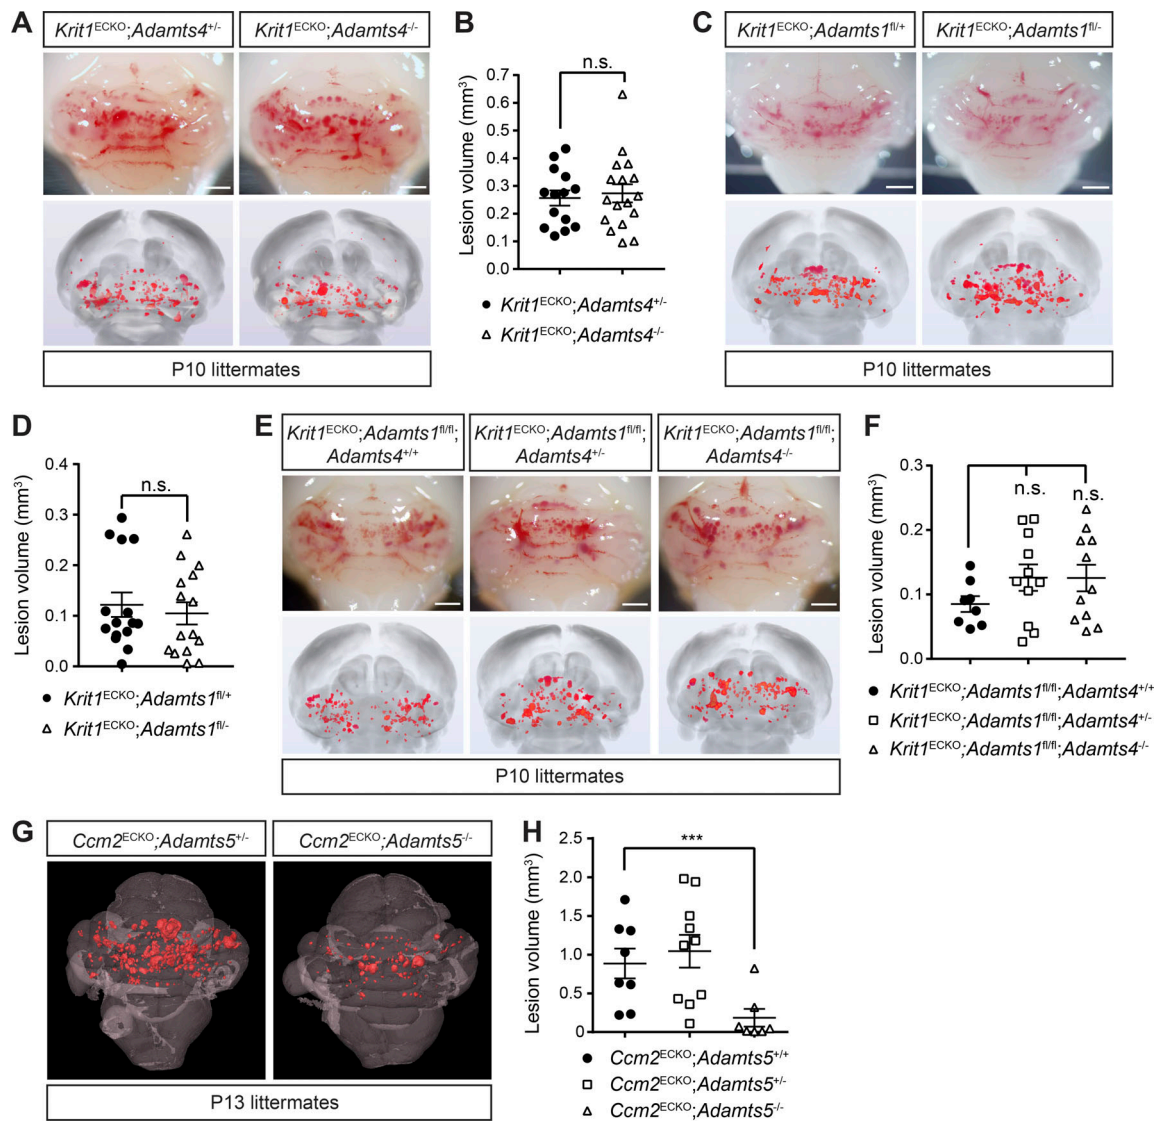 A
Krit1ECKO;Adamts4+/-
Krit1ECKO;Adamts4-/-
P10 littermates
B
Lesion volume (mm3)
0.7
0.6
0.5
0.4
0.3
0.2
0.1
0.0
n.s.
Krit1ECKO;Adamts4+/-
Krit1ECKO;Adamts4-/-
C
Krit1ECKO;Adamts1fl/+
Krit1ECKO;Adamts1fl/-
P10 littermates
D
Lesion volume (mm3)
0.4
0.3
0.2
0.1
0.0
n.s.
Krit1ECKO;Adamts1fl/+
Krit1ECKO;Adamts1fl/-
E
Krit1ECKO;Adamts1fl/fl;
Adamts4+/+
Krit1ECKO;Adamts1fl/fl;
Adamts4+/-
Krit1ECKO;Adamts1fl/fl;
Adamts4-/-
P10 littermates
F
Lesion volume (mm3)
0.3
0.2
0.1
0.0
n.s.
n.s.
Krit1ECKO;Adamts1fl/fl;Adamts4+/+
Krit1ECKO;Adamts1fl/fl;Adamts4+/-
Krit1ECKO;Adamts1fl/fl;Adamts4-/-
G
Ccm2ECKO;Adamts5+/-
Ccm2ECKO;Adamts5-/-
P13 littermates
H
Lesion volume (mm3)
2.5
2.0
1.5
1.0
0.5
0
***
Ccm2ECKO;Adamts5+/+
Ccm2ECKO;Adamts5+/-
Ccm2ECKO;Adamts5-/-